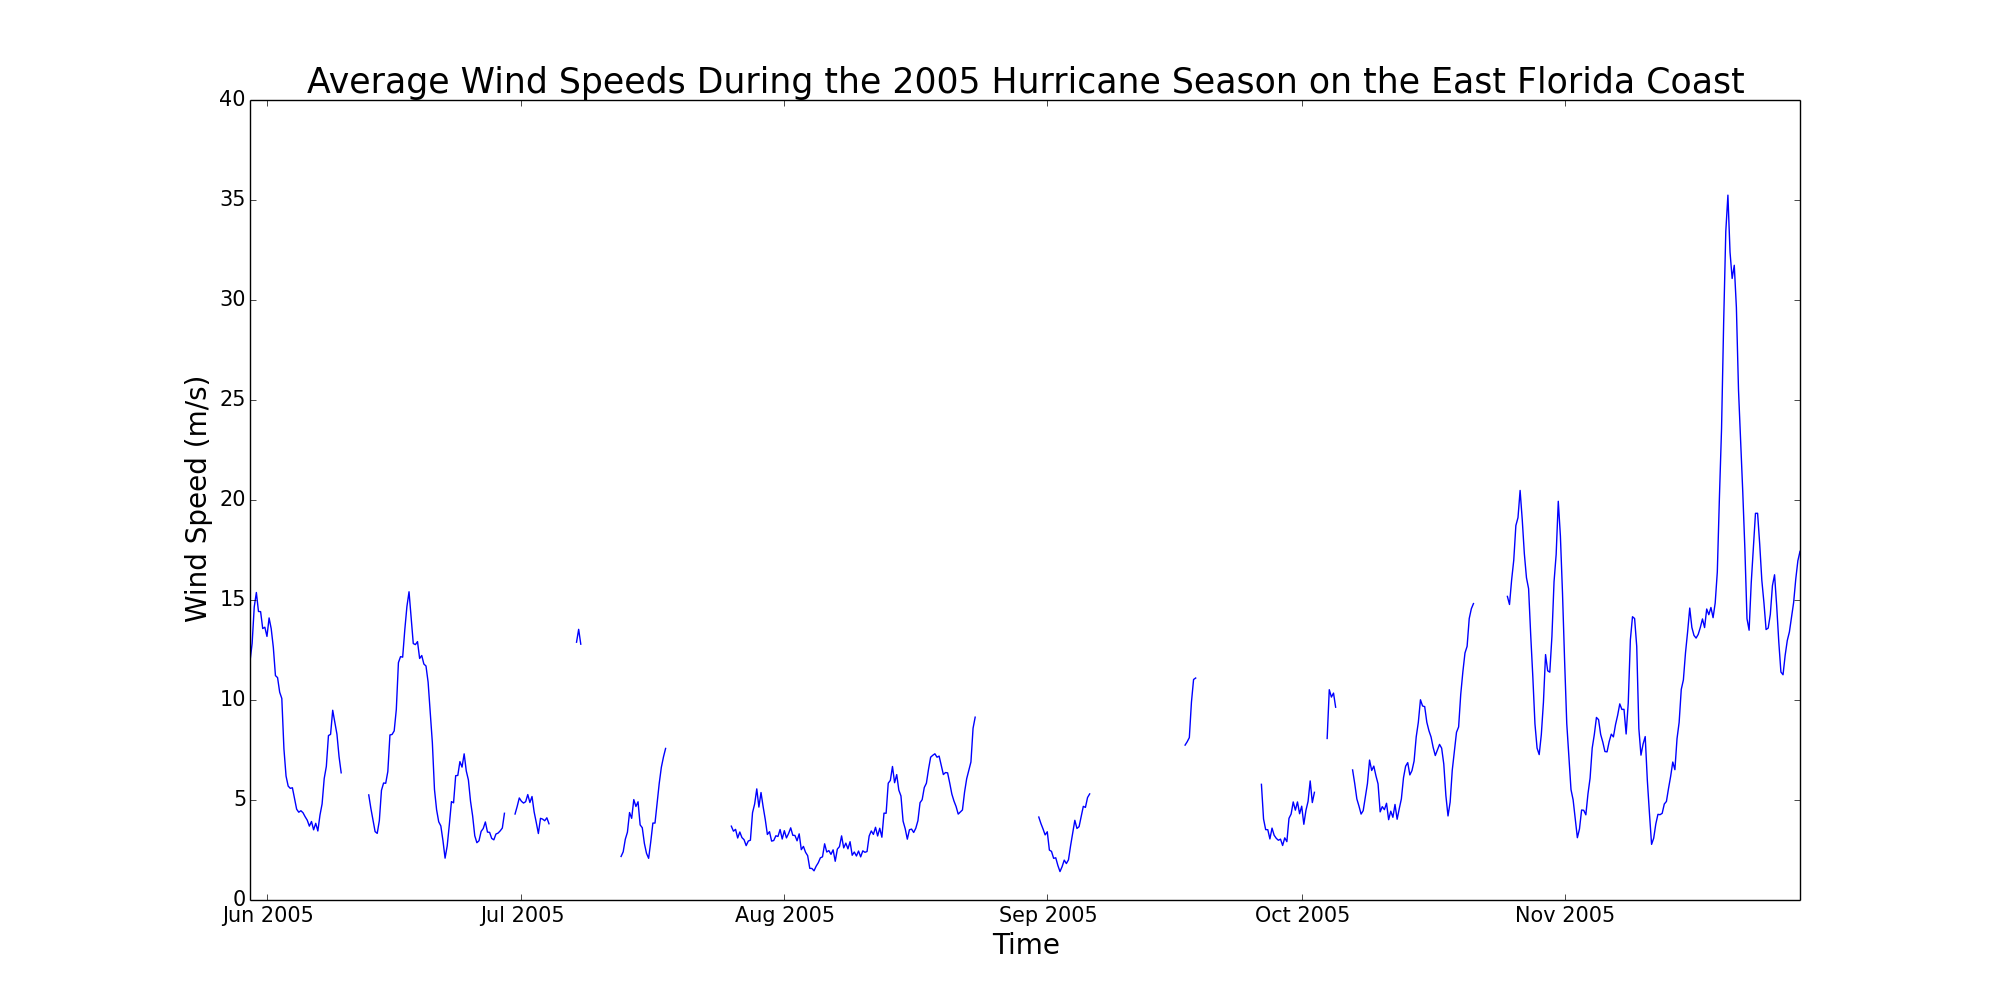 Average Wind Speeds During the 2005 Hurricane Season on the East Florida Coast
40
35
30
25
20
15
10
5
0
Wind Speed (m/s)
Jun 2005 Jul 2005 Aug 2005 Sep 2005 Oct 2005 Nov 2005
Time